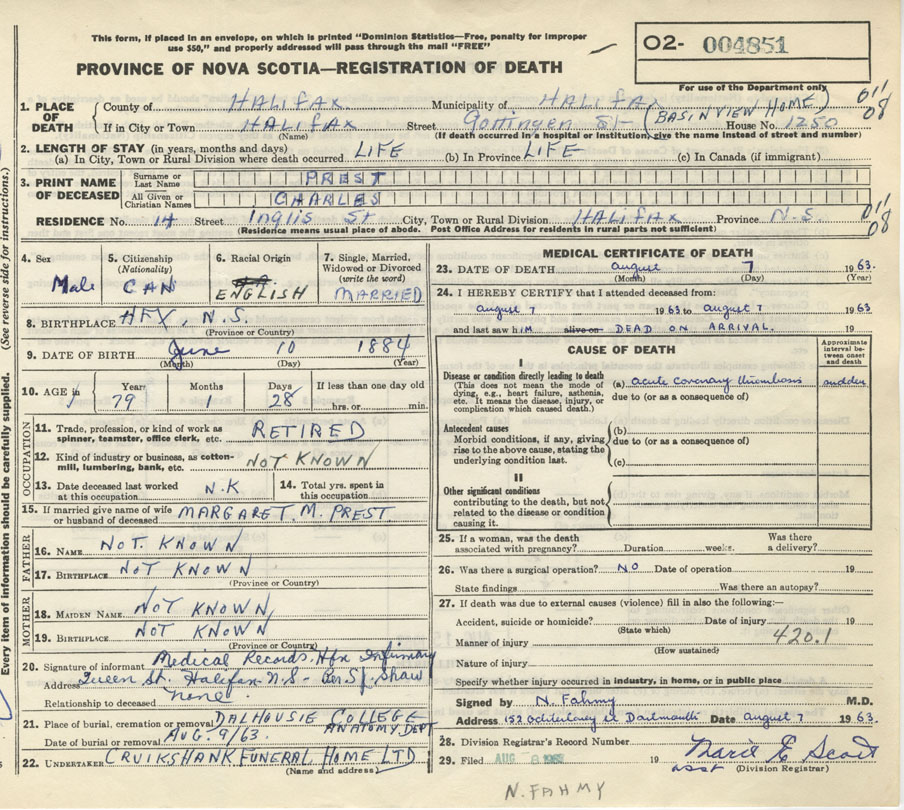 This form, if placed in an envelope, on which is printed "Dominion Statistics—Free, penalty for improper
use $50," and properly addressed will pass through the mail "FREE"
PROVINCE OF NOVA SCOTIA—REGISTRATION OF DEATH
O2- 004851
For use of the Department only
011
08
1. PLACE OF DEATH
County of HALIFAX Municipality of HALIFAX (BASINVIEW HOME)
If in City or Town HALIFAX Street Gottingen St- House No. 1250
(Name) (If death occurred in a hospital or institution, give the name instead of street and number)
2. LENGTH OF STAY (in years, months and days)
(a) In City, Town or Rural Division where death occurred LIFE (b) In Province LIFE (c) In Canada (if immigrant)
3. PRINT NAME OF DECEASED
Surname or Last Name PREST
All Given or Christian Names CHARLES
RESIDENCE No. 14 Street Inglis St City, Town or Rural Division HALIFAX Province N.S.
(Residence means usual place of abode. Post Office Address for residents in rural parts not sufficient)
011
08
4. Sex Male
5. Citizenship (Nationality) CAN
6. Racial Origin ENGLISH
7. Single, Married, Widowed or Divorced (write the word) MARRIED
8. BIRTHPLACE HFX, N.S.
(Province or Country)
9. DATE OF BIRTH June 10 1884
(Month) (Day) (Year)
10. AGE in Years 79 Months 1 Days 28 If less than one day old hrs. or min.
OCCUPATION
11. Trade, profession, or kind of work as spinner, teamster, office clerk, etc. RETIRED
12. Kind of industry or business, as cotton-mill, lumbering, bank, etc. NOT KNOWN
13. Date deceased last worked at this occupation N.K
14. Total yrs. spent in this occupation
15. If married give name of wife or husband of deceased MARGARET. M. PREST.
FATHER
16. NAME NOT KNOWN
17. BIRTHPLACE NOT KNOWN
(Province or Country)
MOTHER
18. MAIDEN NAME NOT KNOWN
19. BIRTHPLACE NOT KNOWN
(Province or Country)
20. Signature of informant Medical Records. Hfx Infirmary
Address Queen St. Halifax N.S - Per. Shaw
Relationship to deceased None.
21. Place of burial, cremation or removal DALHOUSIE COLLEGE ANATOMY DEPT
Date of burial or removal AUG. 9/63.
22. UNDERTAKER CRUIKSHANK FUNERAL HOME LTD
(Name and address)
MEDICAL CERTIFICATE OF DEATH
23. DATE OF DEATH August 7 1963.
(Month) (Day) (Year)
24. I HEREBY CERTIFY that I attended deceased from:
August 7 1963 to August 7 1963.
and last saw hIM alive on DEAD ON ARRIVAL. 19
CAUSE OF DEATH
Approximate interval between onset and death
I
Disease or condition directly leading to death
(This does not mean the mode of dying, e.g., heart failure, asthenia, etc. It means the disease, injury, or complication which caused death.)
(a) acute coronary thrombosis sudden
due to (or as a consequence of)
Antecedent causes
Morbid conditions, if any, giving rise to the above cause, stating the underlying condition last.
(b)
due to (or as a consequence of)
(c)
II
Other significant conditions
contributing to the death, but not related to the disease or condition causing it.
25. If a woman, was the death associated with pregnancy? Duration weeks. Was there a delivery?
26. Was there a surgical operation? NO Date of operation 19
State findings Was there an autopsy?
27. If death was due to external causes (violence) fill in also the following:—
Accident, suicide or homicide? Date of injury 19
(State which)
420.1
Manner of injury
(How sustained)
Nature of injury
Specify whether injury occurred in industry, in home, or in public place
Signed by N. Fahmy M.D.
Address 152 Ochterloney St Dartmouth Date August 7 1963.
28. Division Registrar's Record Number
29. Filed AUG 8 1963 19 Marie E Scott
asst (Division Registrar)
N. FAHMY
(See reverse side for instructions.)
Every item of information should be carefully supplied.